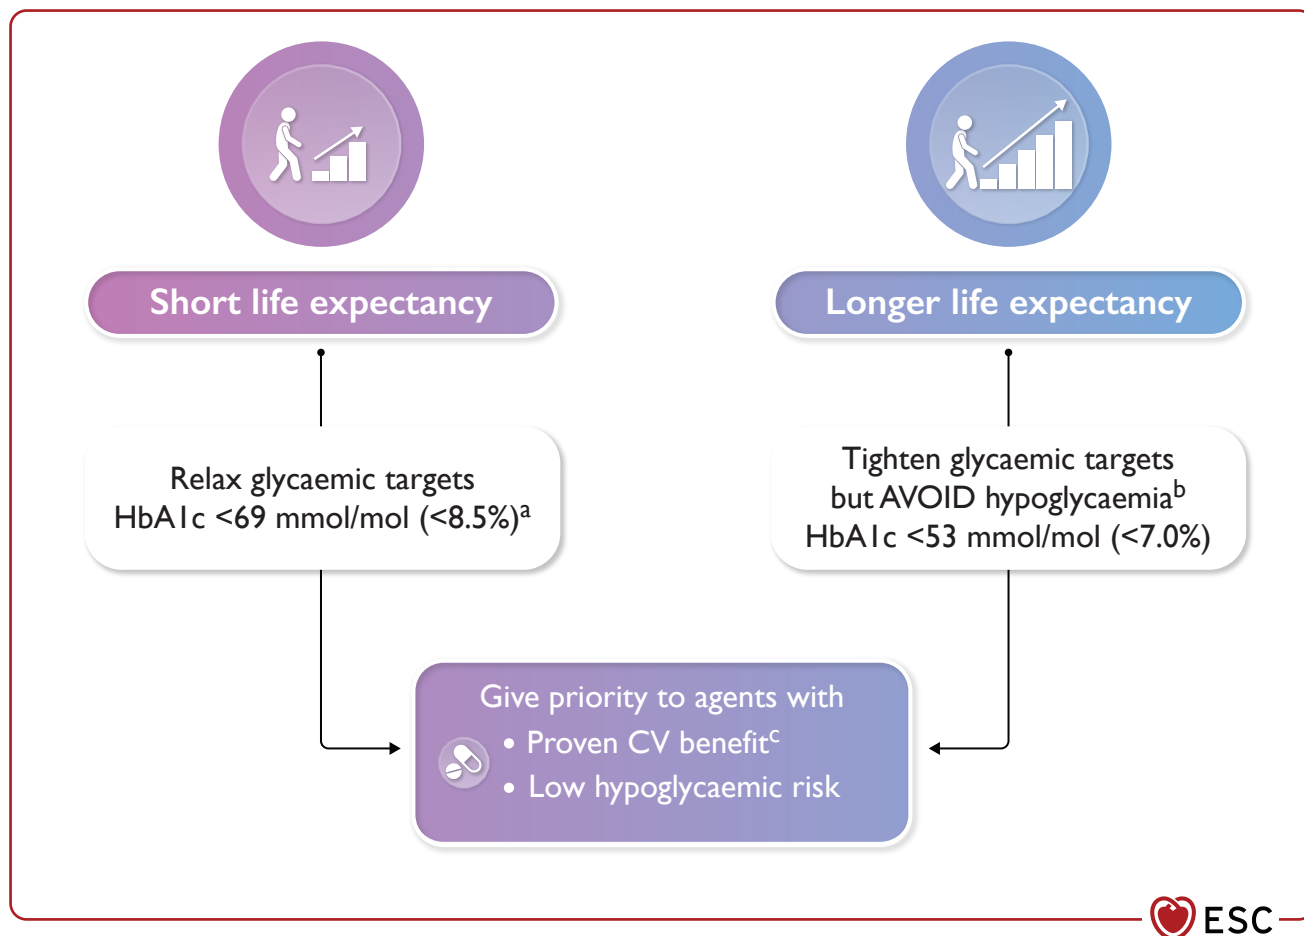 Short life expectancy
Relax glycaemic targets
HbA1c <69 mmol/mol (<8.5%)a
Longer life expectancy
Tighten glycaemic targets
but AVOID hypoglycaemiab
HbA1c <53 mmol/mol (<7.0%)
Give priority to agents with
• Proven CV benefitc
• Low hypoglycaemic risk
ESC